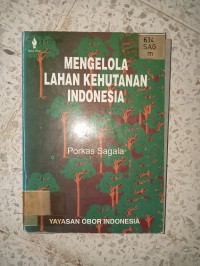 MENGELOLA
LAHAN KEHUTANAN
INDONESIA
634
SAG
m
Porkas Sagala
YAYASAN OBOR INDONESIA